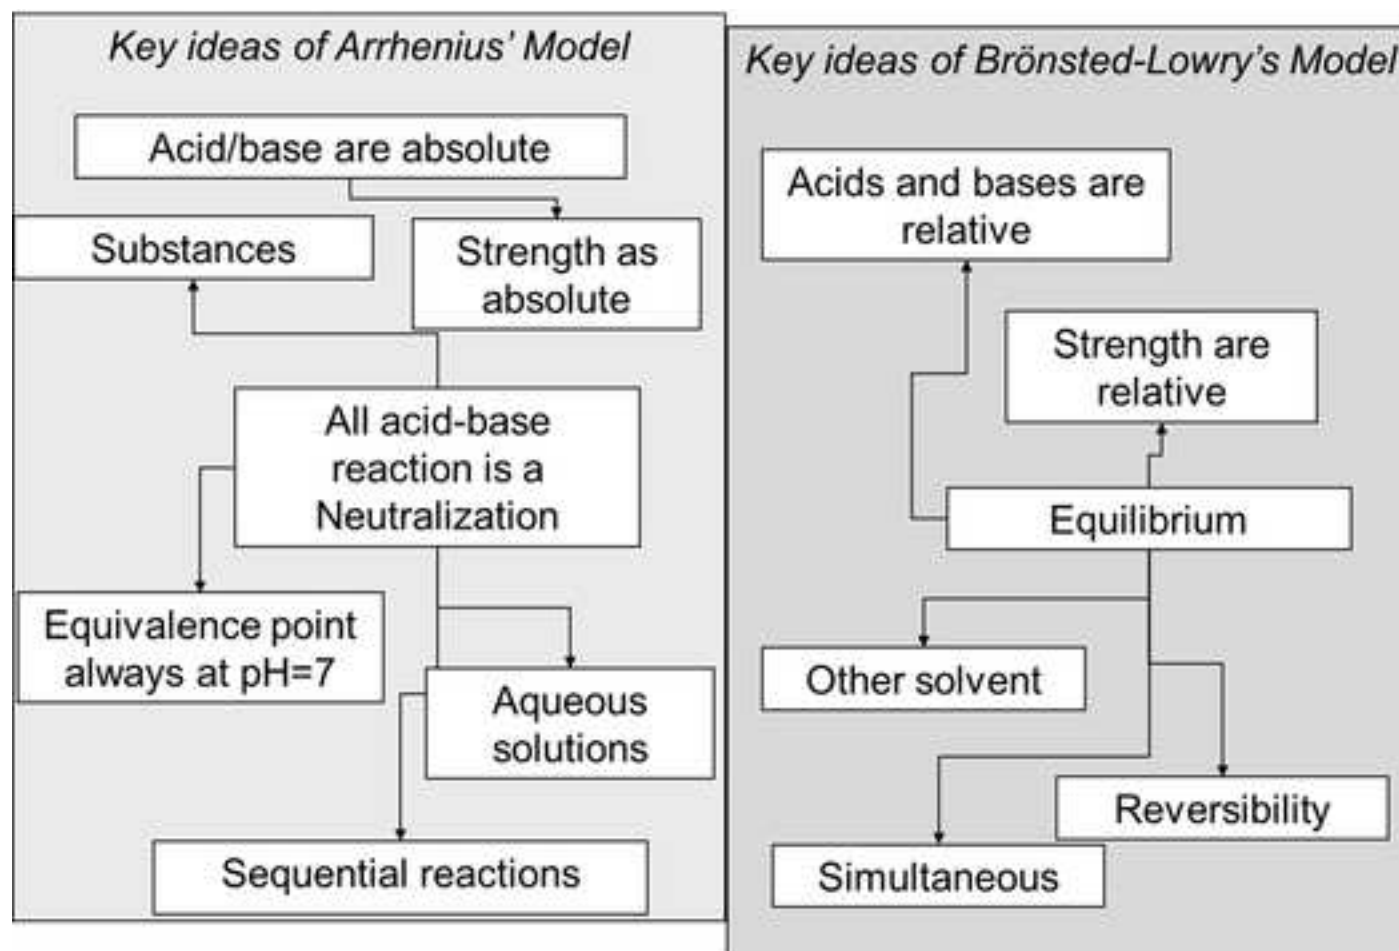 Key ideas of Arrhenius' Model
Acid/base are absolute
Substances
Strength as
absolute
All acid-base
reaction is a
Neutralization
Equivalence point
always at pH=7
Aqueous
solutions
Sequential reactions
Key ideas of Brönsted-Lowry's Model
Acids and bases are
relative
Strength are
relative
Equilibrium
Other solvent
Reversibility
Simultaneous